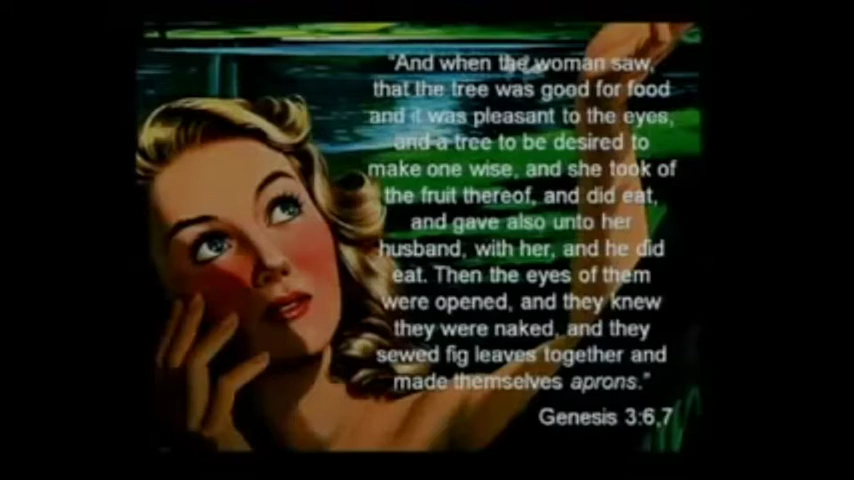 “And when the woman saw,
that the tree was good for food
and it was pleasant to the eyes,
and a tree to be desired to
make one wise, and she took of
the fruit thereof, and did eat,
and gave also unto her
husband, with her, and he did
eat. Then the eyes of them
were opened, and they knew
they were naked, and they
sewed fig leaves together and
made themselves aprons.”
Genesis 3:6,7